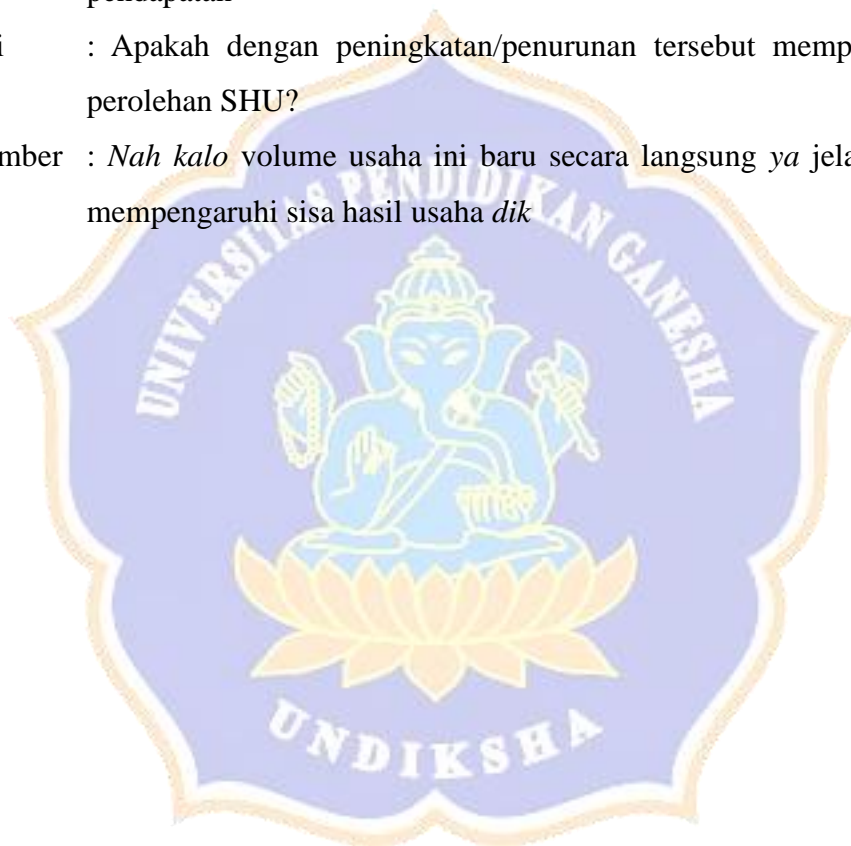 pendapatan
i : Apakah dengan peningkatan/penurunan tersebut memp
perolehan SHU?
mber : Nah kalo volume usaha ini baru secara langsung ya jela
mempengaruhi sisa hasil usaha dik
UNIVERSITAS PENDIDIKAN GANESHA
UNDIKSHA